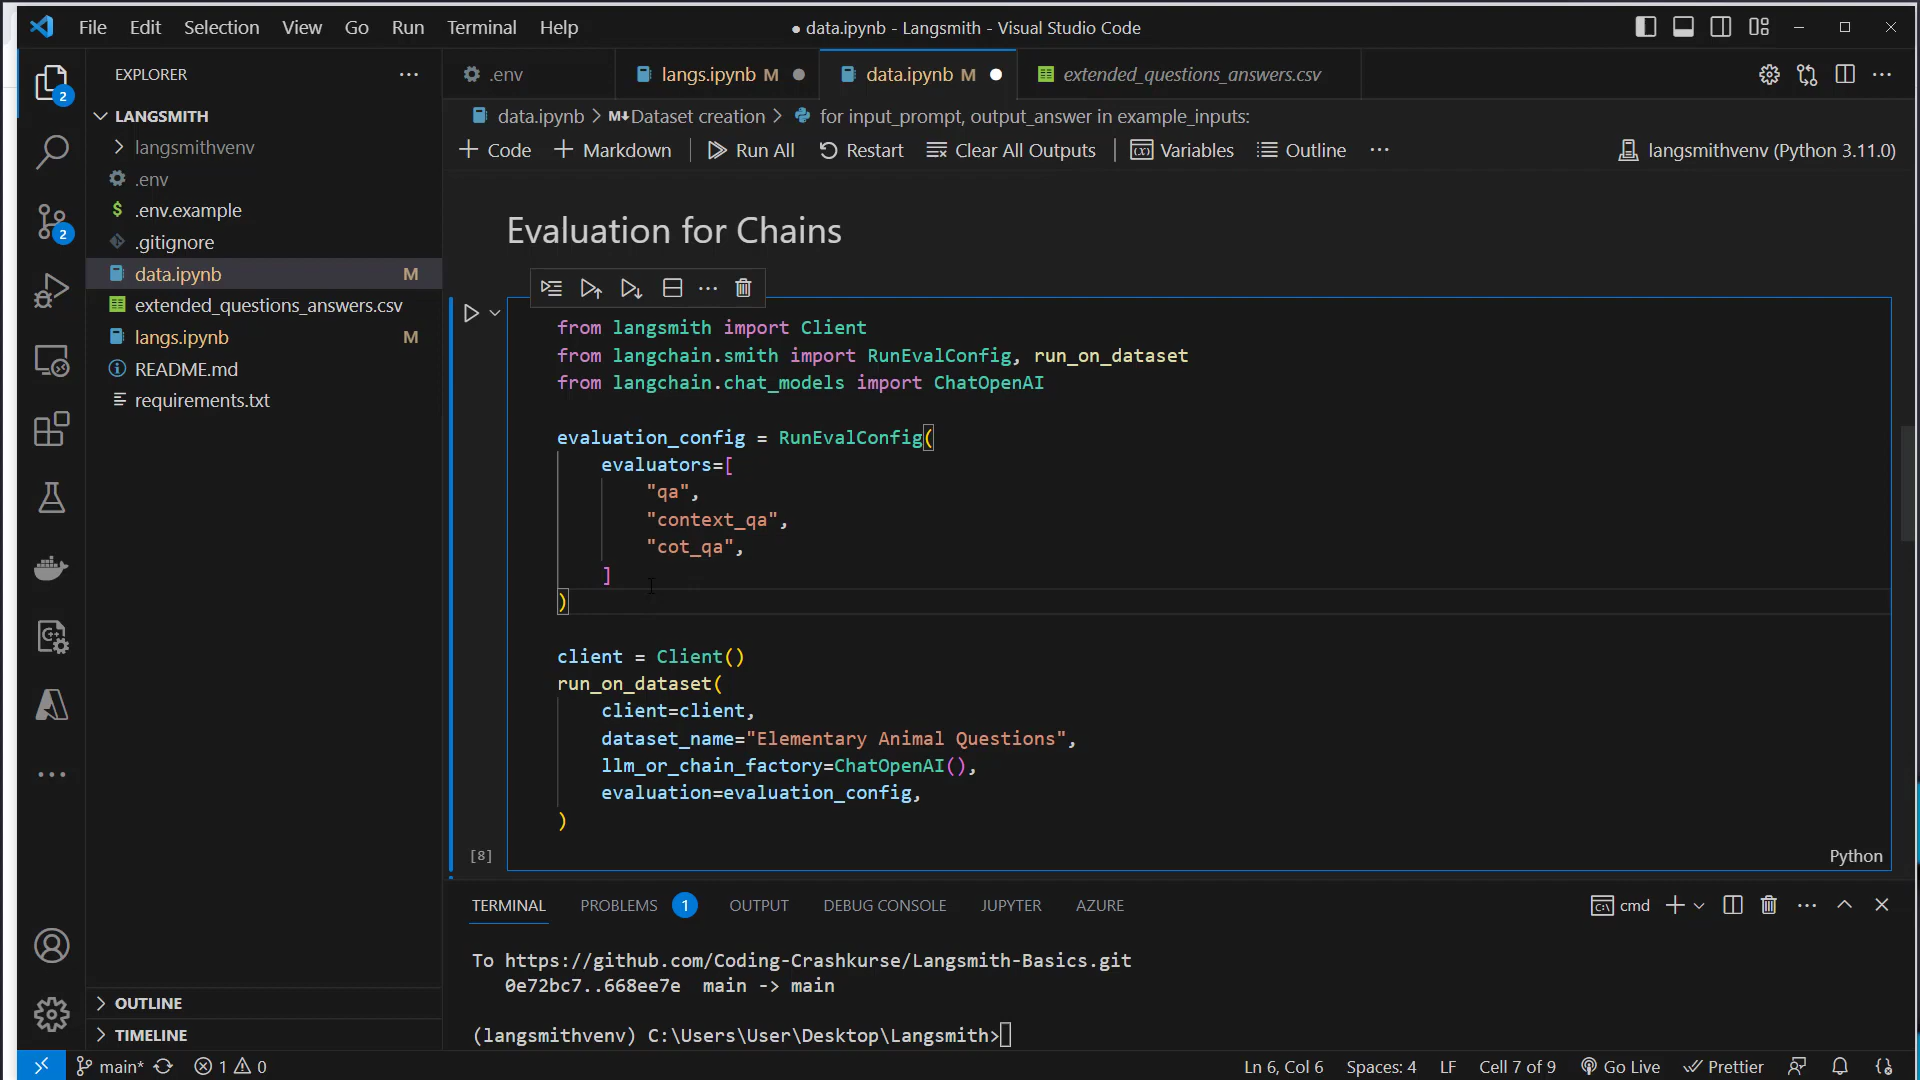 File Edit Selection View Go Run Terminal Help
● data.ipynb - Langsmith - Visual Studio Code
EXPLORER
LANGSMITH
langsmithvenv
.env
.env.example
.gitignore
data.ipynb M
extended_questions_answers.csv
langs.ipynb M
README.md
requirements.txt
OUTLINE
TIMELINE
2
2
.env
langs.ipynb M
data.ipynb M
extended_questions_answers.csv
data.ipynb > M↓Dataset creation > for input_prompt, output_answer in example_inputs:
+ Code + Markdown Run All Restart Clear All Outputs Variables Outline ...
langsmithvenv (Python 3.11.0)
Evaluation for Chains
from langsmith import Client
from langchain.smith import RunEvalConfig, run_on_dataset
from langchain.chat_models import ChatOpenAI
evaluation_config = RunEvalConfig(
evaluators=[
"qa",
"context_qa",
"cot_qa",
]
)
client = Client()
run_on_dataset(
client=client,
dataset_name="Elementary Animal Questions",
llm_or_chain_factory=ChatOpenAI(),
evaluation=evaluation_config,
)
[8]
Python
TERMINAL PROBLEMS 1 OUTPUT DEBUG CONSOLE JUPYTER AZURE
cmd
To https://github.com/Coding-Crashkurse/Langsmith-Basics.git
0e72bc7..668ee7e main -> main
(langsmithvenv) C:\Users\User\Desktop\Langsmith>
main* 1 0
Ln 6, Col 6 Spaces: 4 LF Cell 7 of 9 Go Live Prettier